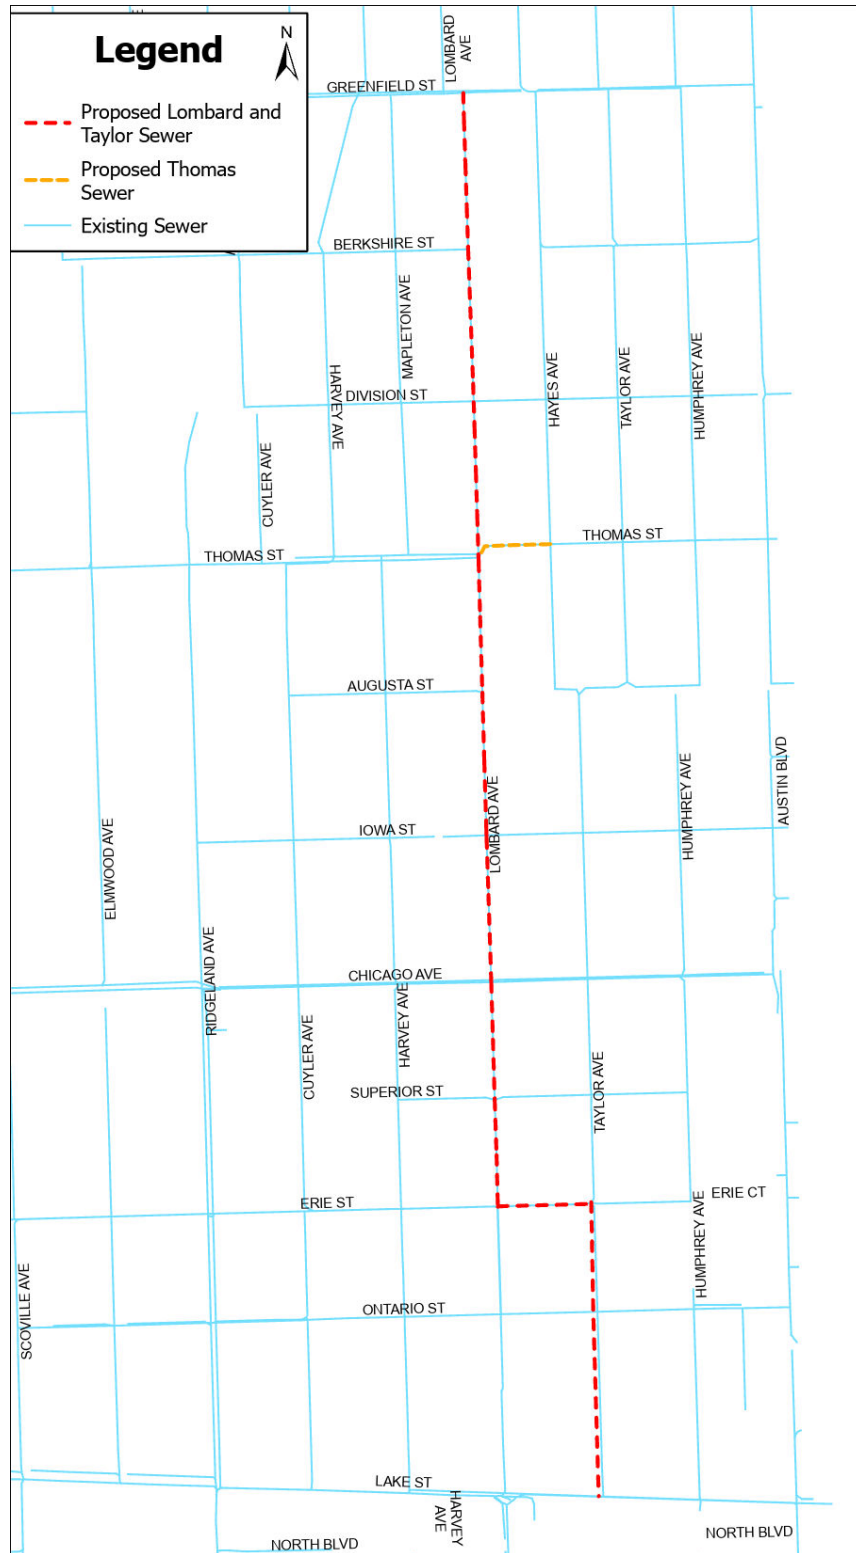 Legend
N
Proposed Lombard and
Taylor Sewer
Proposed Thomas
Sewer
Existing Sewer
LOMBARD
AVE
GREENFIELD ST
BERKSHIRE ST
MAPLETON AVE
HARVEY AVE
DIVISION ST
HAYES AVE
TAYLOR AVE
HUMPHREY AVE
CUYLER AVE
THOMAS ST
THOMAS ST
AUGUSTA ST
LOMBARD AVE
IOWA ST
HUMPHREY AVE
AUSTIN BLVD
ELMWOOD AVE
RIDGELAND AVE
CHICAGO AVE
HARVEY AVE
CUYLER AVE
SUPERIOR ST
TAYLOR AVE
ERIE ST
ERIE CT
HUMPHREY AVE
SCOVILLE AVE
ONTARIO ST
LAKE ST
HARVEY
AVE
NORTH BLVD
NORTH BLVD